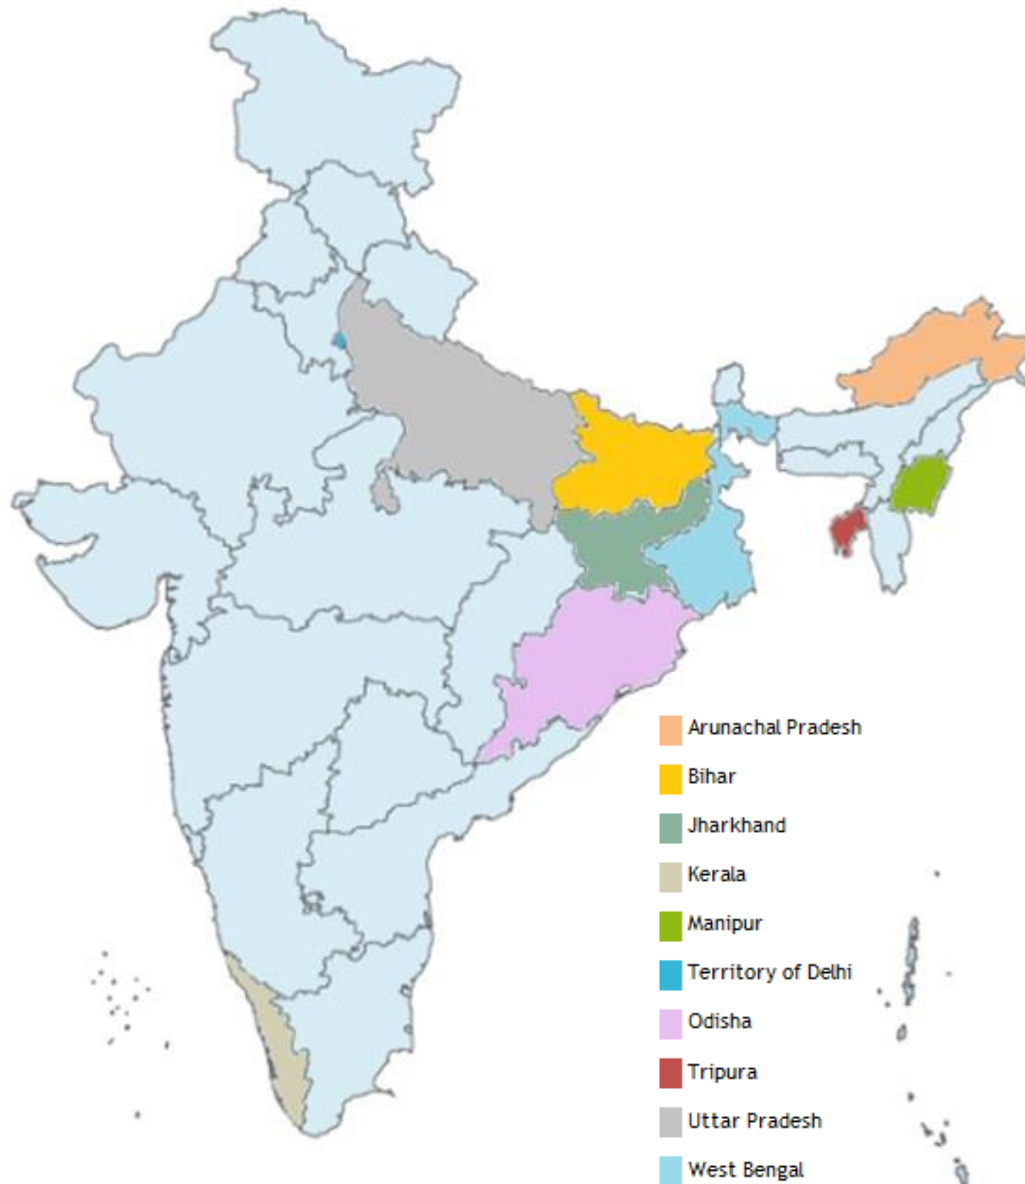 Arunachal Pradesh
Bihar
Jharkhand
Kerala
Manipur
Territory of Delhi
Odisha
Tripura
Uttar Pradesh
West Bengal